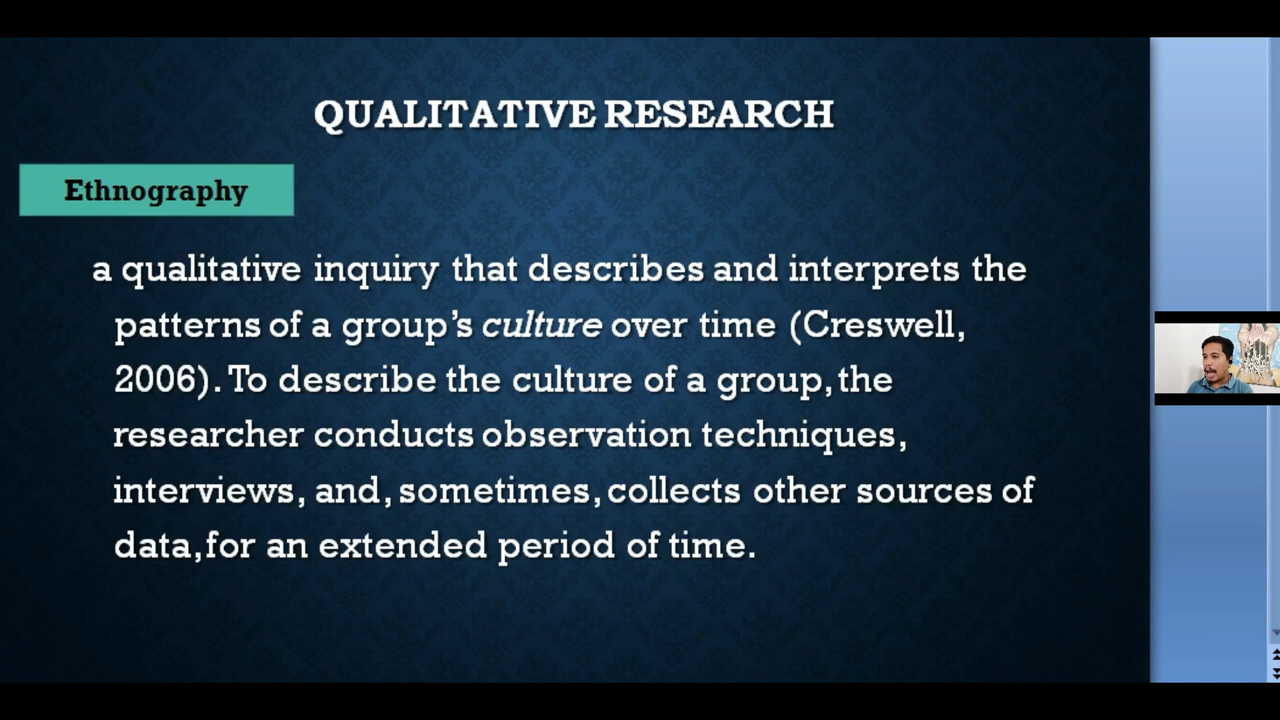 QUALITATIVE RESEARCH
Ethnography
a qualitative inquiry that describes and interprets the
patterns of a group’s culture over time (Creswell,
2006). To describe the culture of a group, the
researcher conducts observation techniques,
interviews, and, sometimes, collects other sources of
data, for an extended period of time.